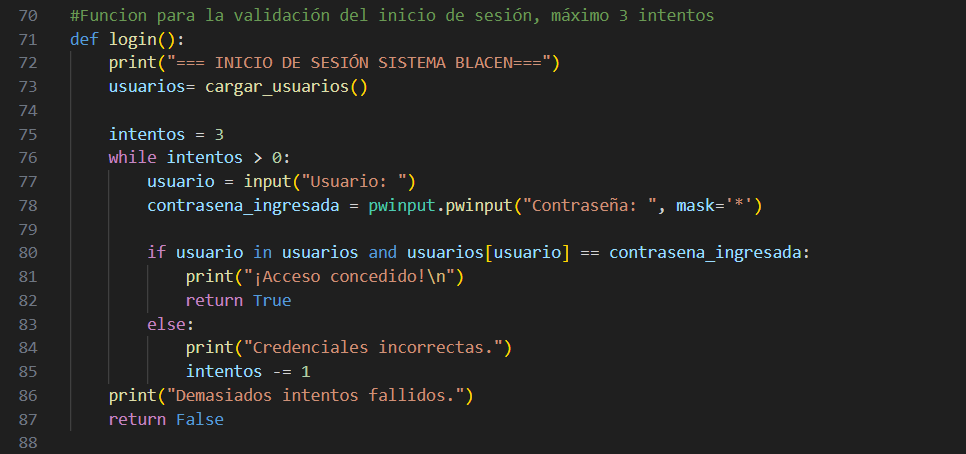 70 #Funcion para la validación del inicio de sesión, máximo 3 intentos
71 def login():
72     print("=== INICIO DE SESIÓN SISTEMA BLACEN===")
73     usuarios= cargar_usuarios()
74
75     intentos = 3
76     while intentos > 0:
77         usuario = input("Usuario: ")
78         contrasena_ingresada = pwinput.pwinput("Contraseña: ", mask='*')
79
80         if usuario in usuarios and usuarios[usuario] == contrasena_ingresada:
81             print("¡Acceso concedido!\n")
82             return True
83         else:
84             print("Credenciales incorrectas.")
85             intentos -= 1
86     print("Demasiados intentos fallidos.")
87     return False
88